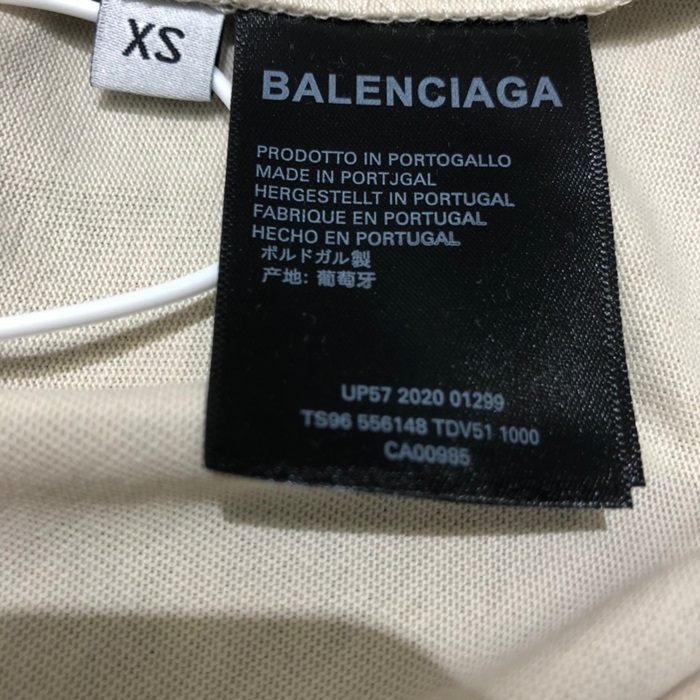 XS
BALENCIAGA
PRODOTTO IN PORTOGALLO
MADE IN PORTJGAL
HERGESTELLT IN PORTUGAL
FABRIQUE EN PORTUGAL
HECHO EN PORTUGAL
ボルドガル製
产地: 葡萄牙
UP57 2020 01299
TS96 556148 TDV51 1000
CA00985